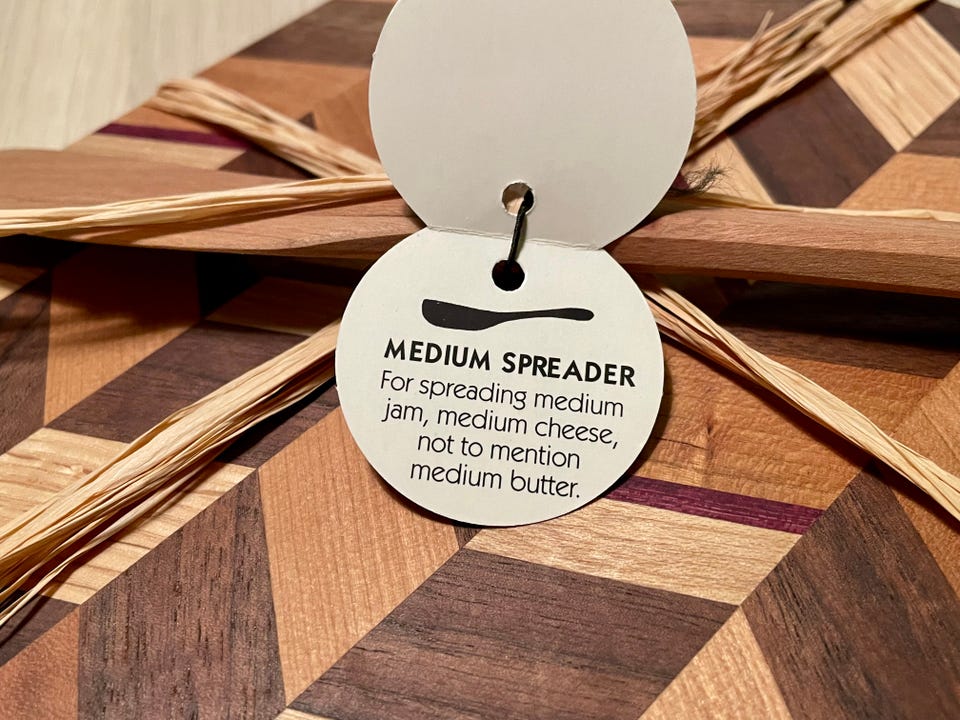 MEDIUM SPREADER
For spreading medium
jam, medium cheese,
not to mention
medium butter.